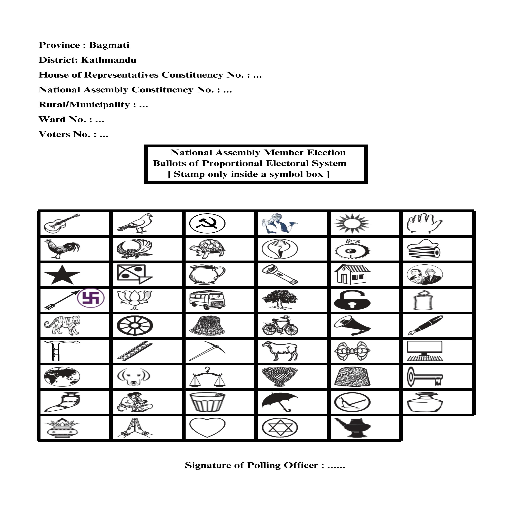 Province : Bagmati
District: Kathmandu
House of Representatives Constituency No. : ...
National Assembly Constituency No. : ...
Rural/Municipality : ...
Ward No. : ...
Voters No. : ...
National Assembly Member Election
Ballots of Proportional Electoral System
[ Stamp only inside a symbol box ]
Signature of Polling Officer : ......